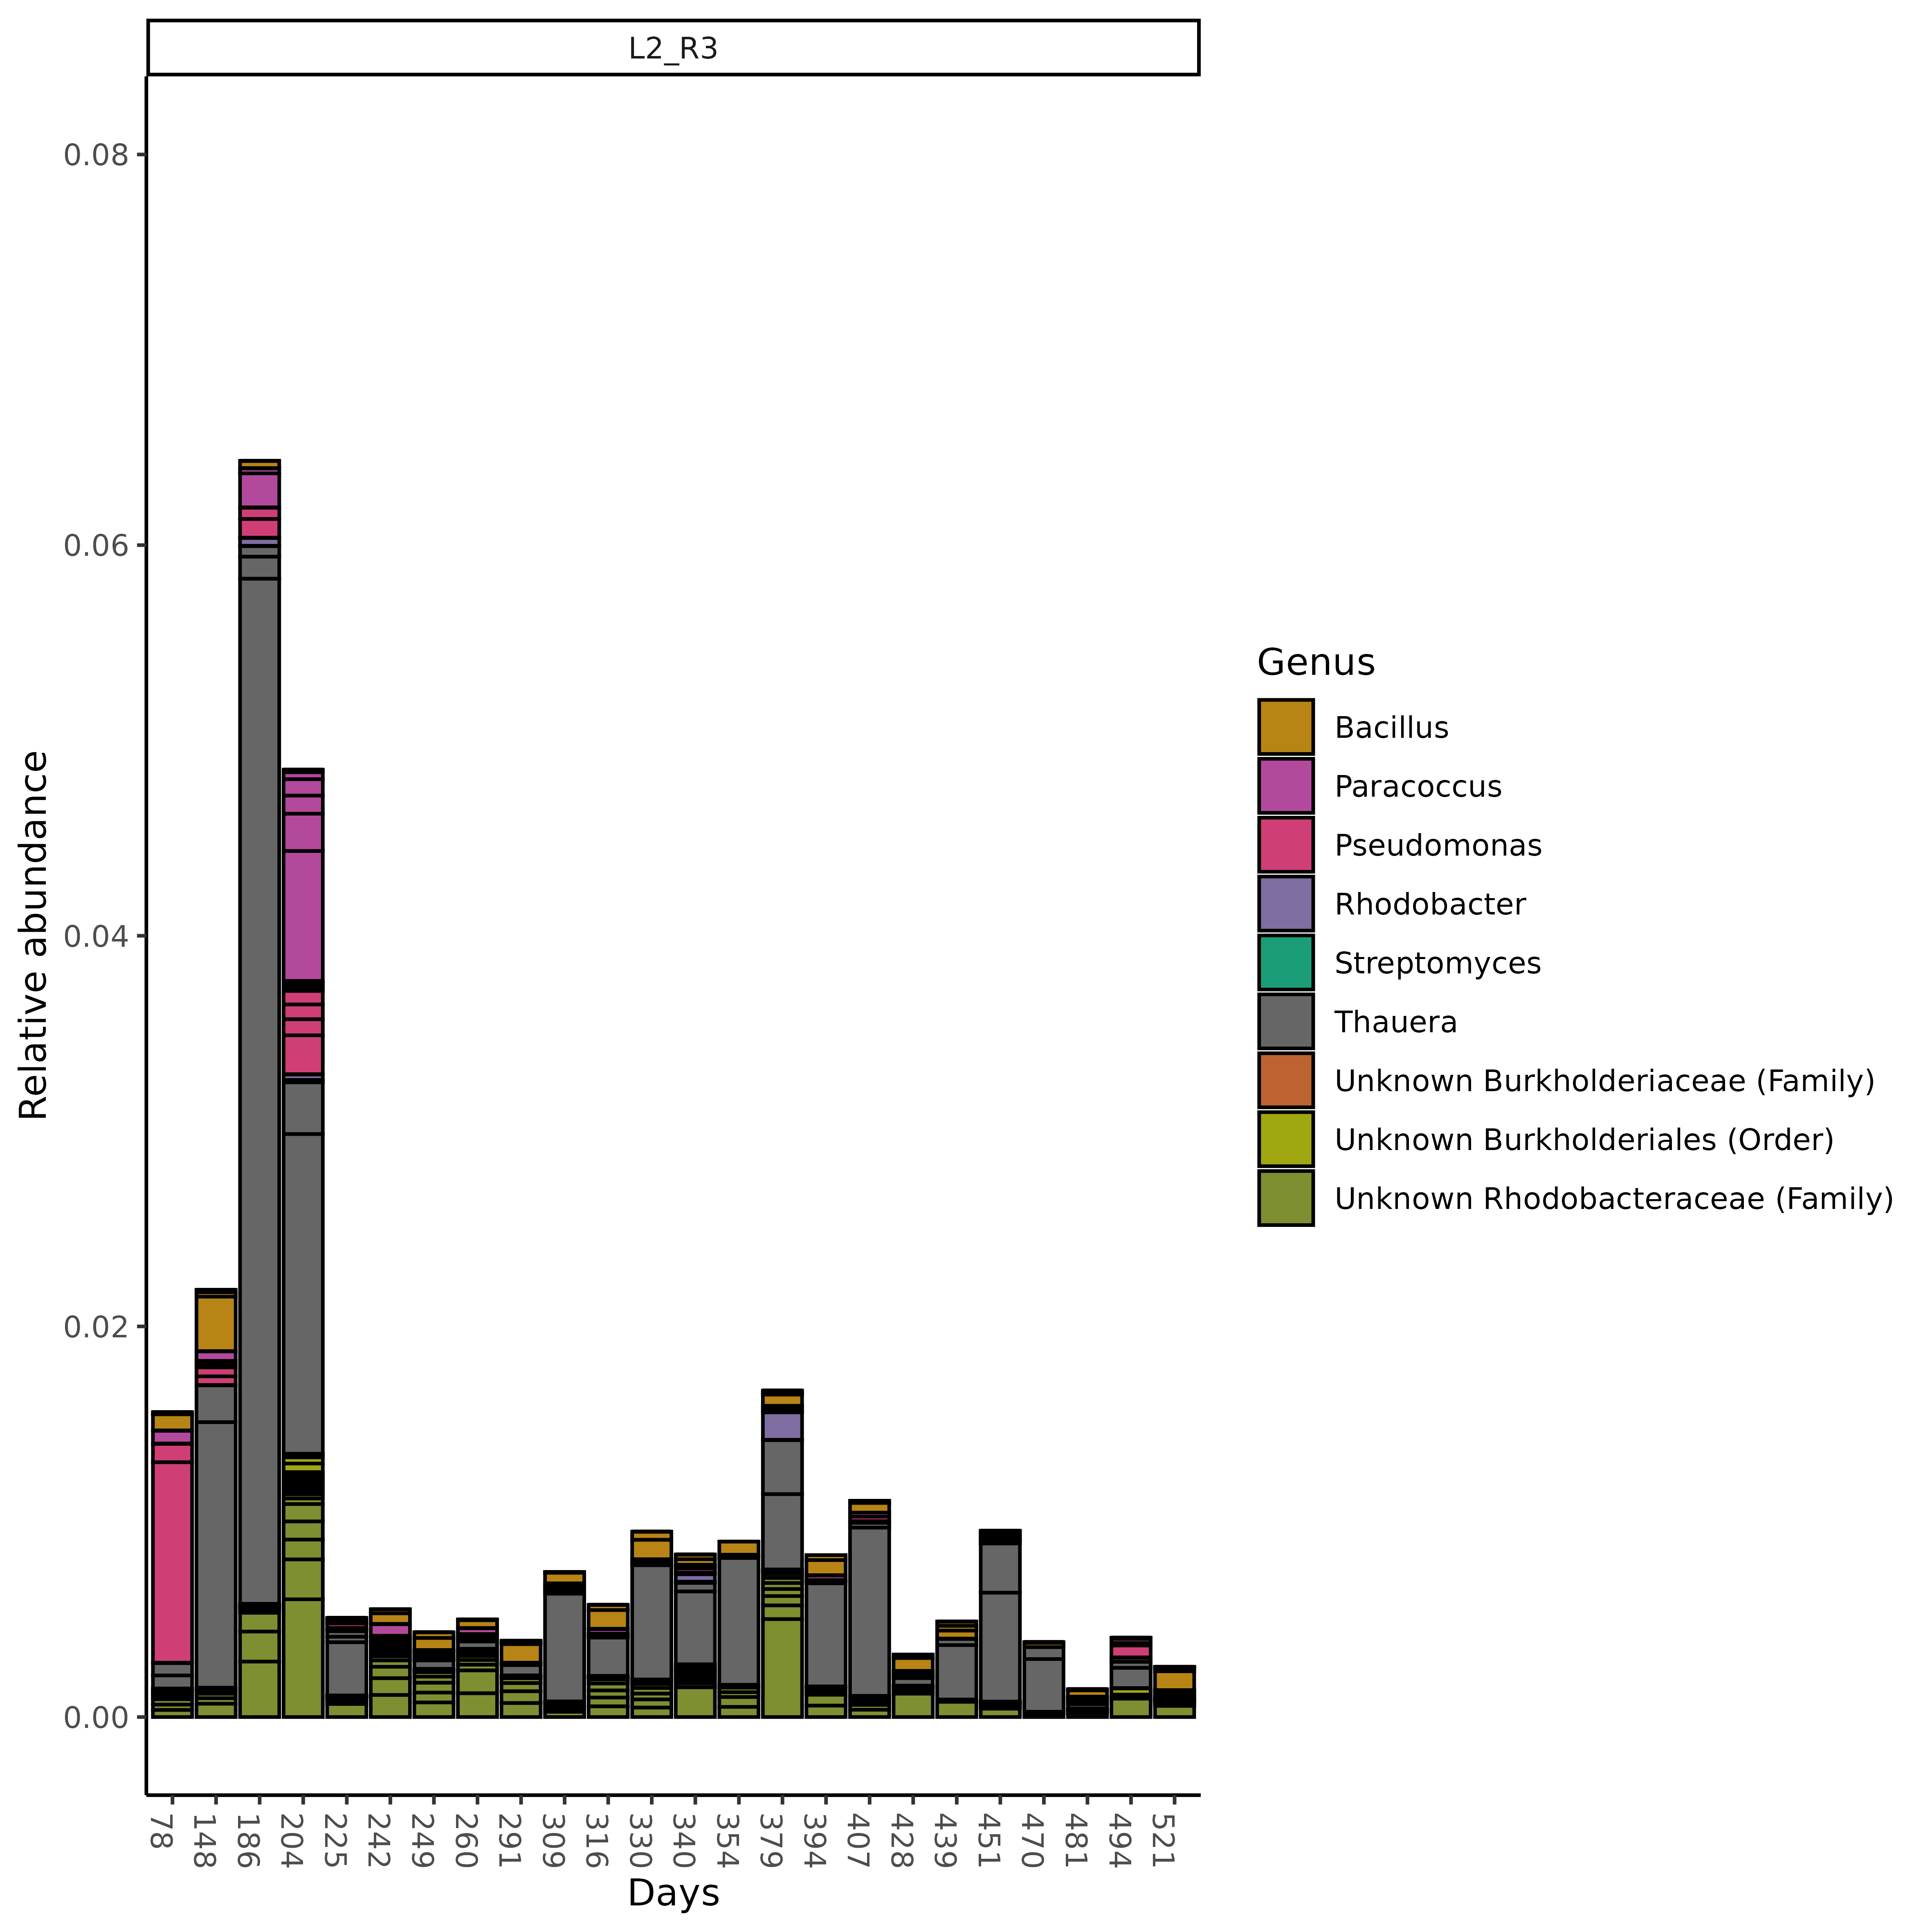 L2_R3
0.08
0.06
0.04
0.02
0.00
Relative abundance
78 148 186 204 225 242 249 260 291 309 316 330 340 354 379 394 407 428 439 451 470 481 494 521
Days
Genus
Bacillus
Paracoccus
Pseudomonas
Rhodobacter
Streptomyces
Thauera
Unknown Burkholderiaceae (Family)
Unknown Burkholderiales (Order)
Unknown Rhodobacteraceae (Family)